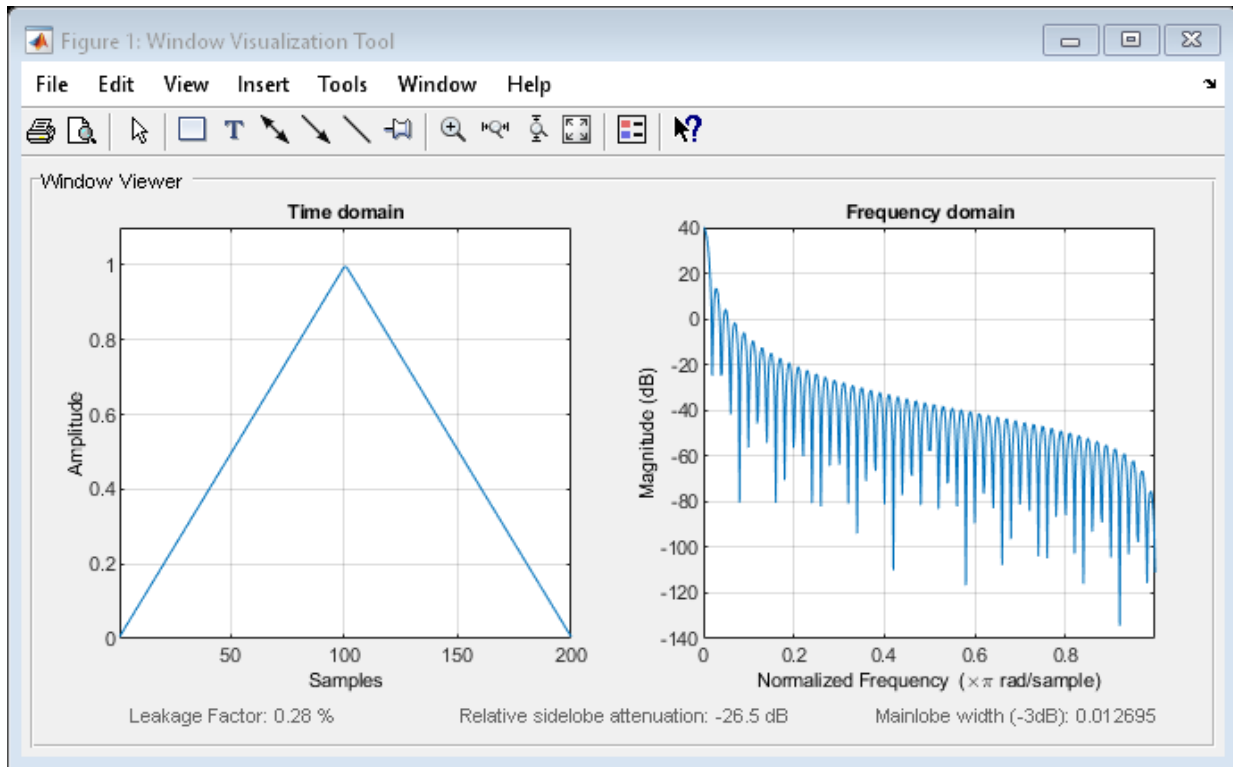 Figure 1: Window Visualization Tool
File Edit View Insert Tools Window Help
T
?
Window Viewer
Time domain
1
0.8
0.6
0.4
0.2
0
Amplitude
50 100 150 200
Samples
Frequency domain
40
20
0
-20
-40
-60
-80
-100
-120
-140
Magnitude (dB)
0 0.2 0.4 0.6 0.8
Normalized Frequency (×π rad/sample)
Leakage Factor: 0.28 % Relative sidelobe attenuation: -26.5 dB Mainlobe width (-3dB): 0.012695